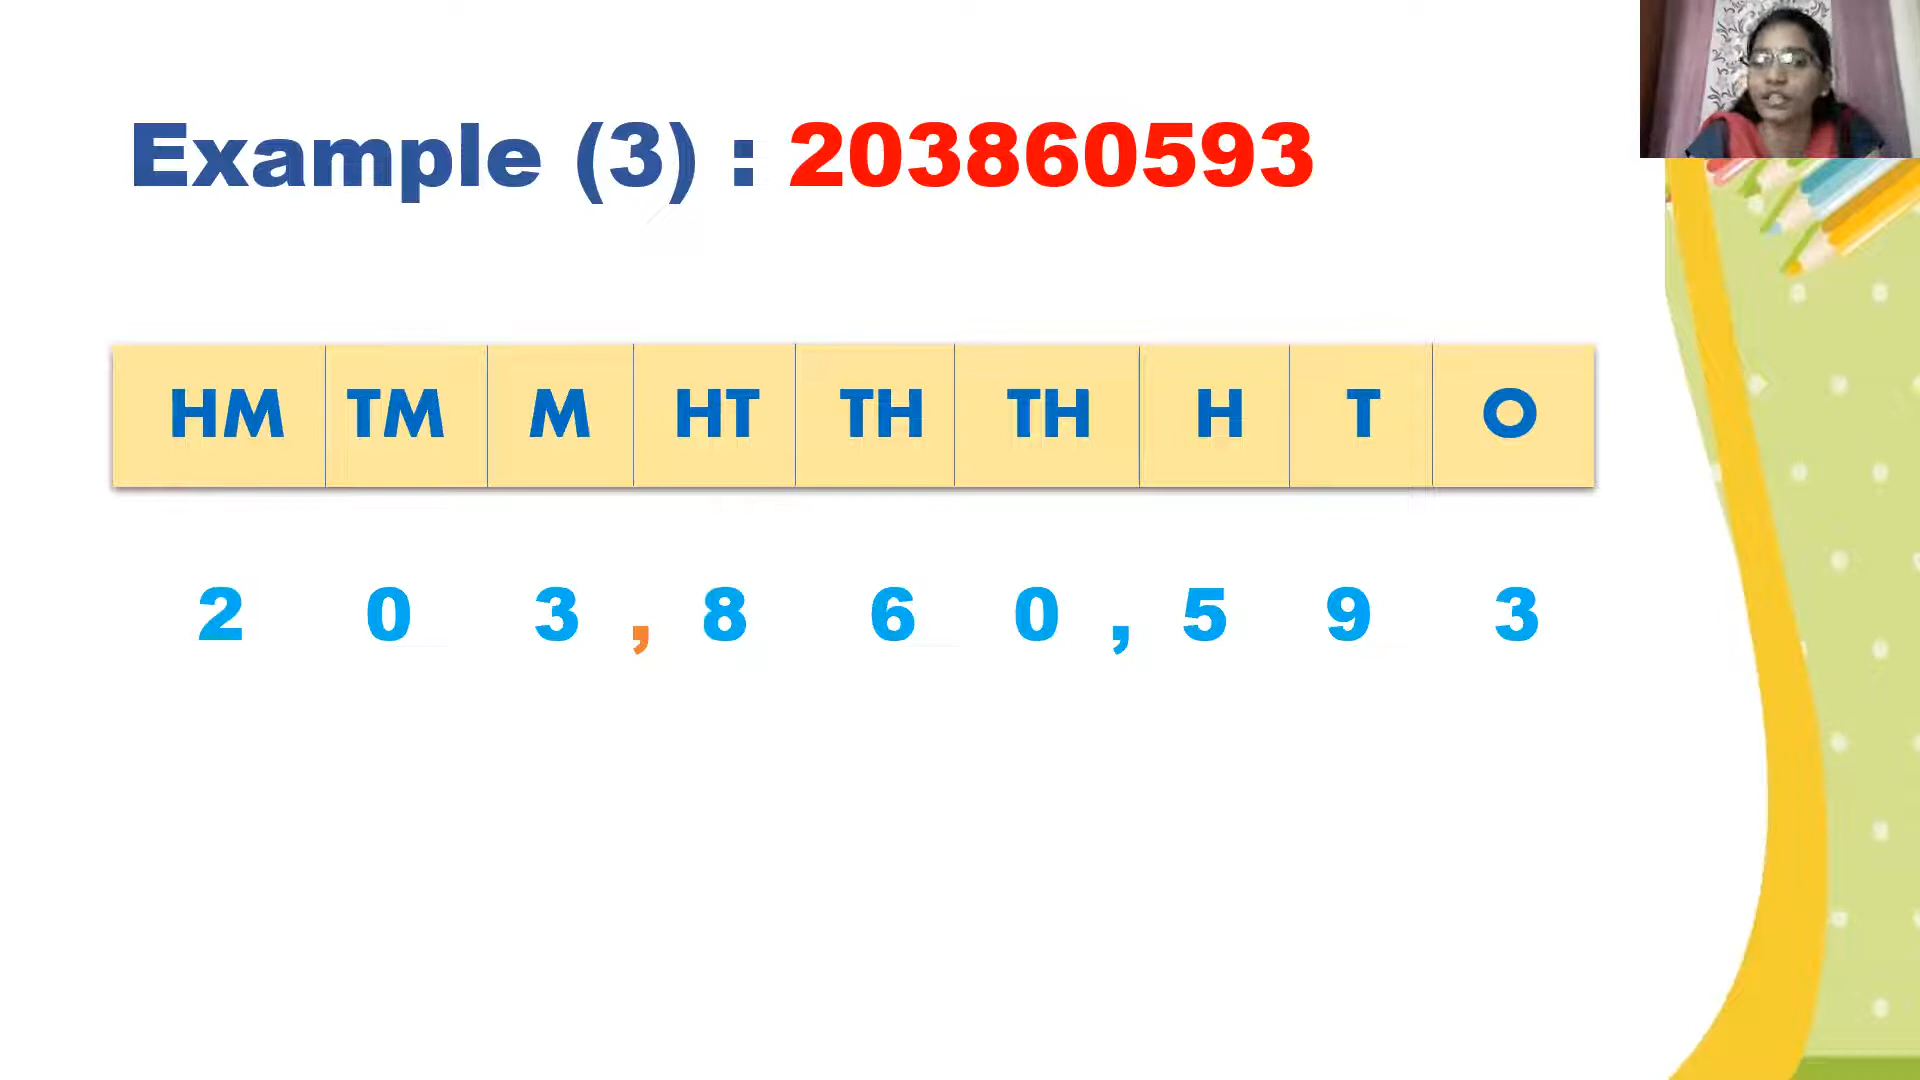 Example (3) : 203860593
HM TM M HT TH TH H T O
2 0 3 , 8 6 0 , 5 9 3